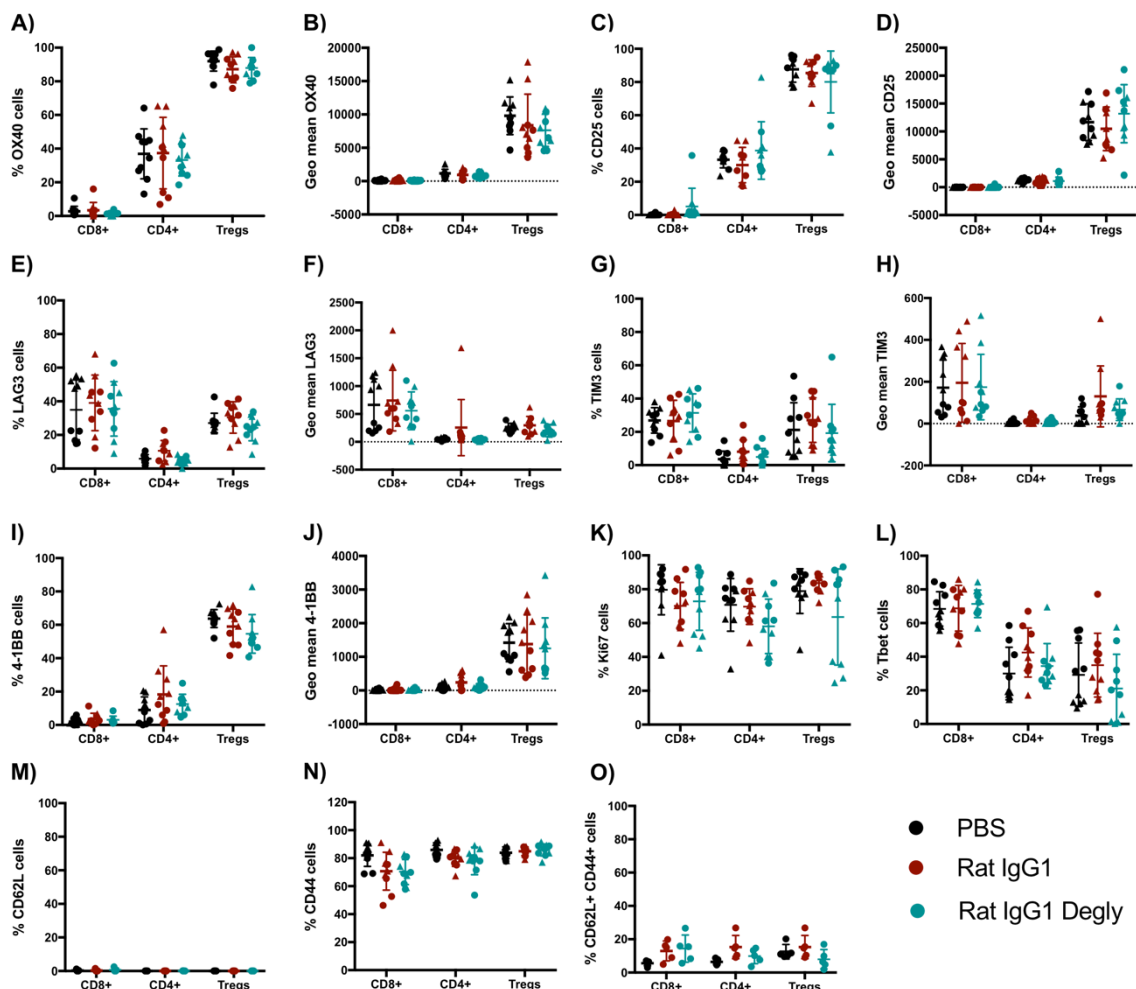 A)
% OX40 cells
100
80
60
40
20
0
CD8+ CD4+ Tregs
B)
Geo mean OX40
20000
15000
10000
5000
0
-5000
CD8+ CD4+ Tregs
C)
% CD25 cells
100
80
60
40
20
0
CD8+ CD4+ Tregs
D)
Geo mean CD25
25000
20000
15000
10000
5000
0
-5000
CD8+ CD4+ Tregs
E)
% LAG3 cells
100
80
60
40
20
0
CD8+ CD4+ Tregs
F)
Geo mean LAG3
2500
2000
1500
1000
500
0
-500
CD8+ CD4+ Tregs
G)
% TIM3 cells
100
80
60
40
20
0
CD8+ CD4+ Tregs
H)
Geo mean TIM3
600
400
200
0
-200
CD8+ CD4+ Tregs
I)
% 4-1BB cells
100
80
60
40
20
0
CD8+ CD4+ Tregs
J)
Geo mean 4-1BB
4000
3000
2000
1000
0
-1000
CD8+ CD4+ Tregs
K)
% Ki67 cells
100
80
60
40
20
0
CD8+ CD4+ Tregs
L)
% Tbet cells
100
80
60
40
20
0
CD8+ CD4+ Tregs
M)
% CD62L cells
100
80
60
40
20
0
CD8+ CD4+ Tregs
N)
% CD44 cells
120
100
80
60
40
20
0
CD8+ CD4+ Tregs
O)
% CD62L+ CD44+ cells
100
80
60
40
20
0
CD8+ CD4+ Tregs
PBS
Rat IgG1
Rat IgG1 Degly